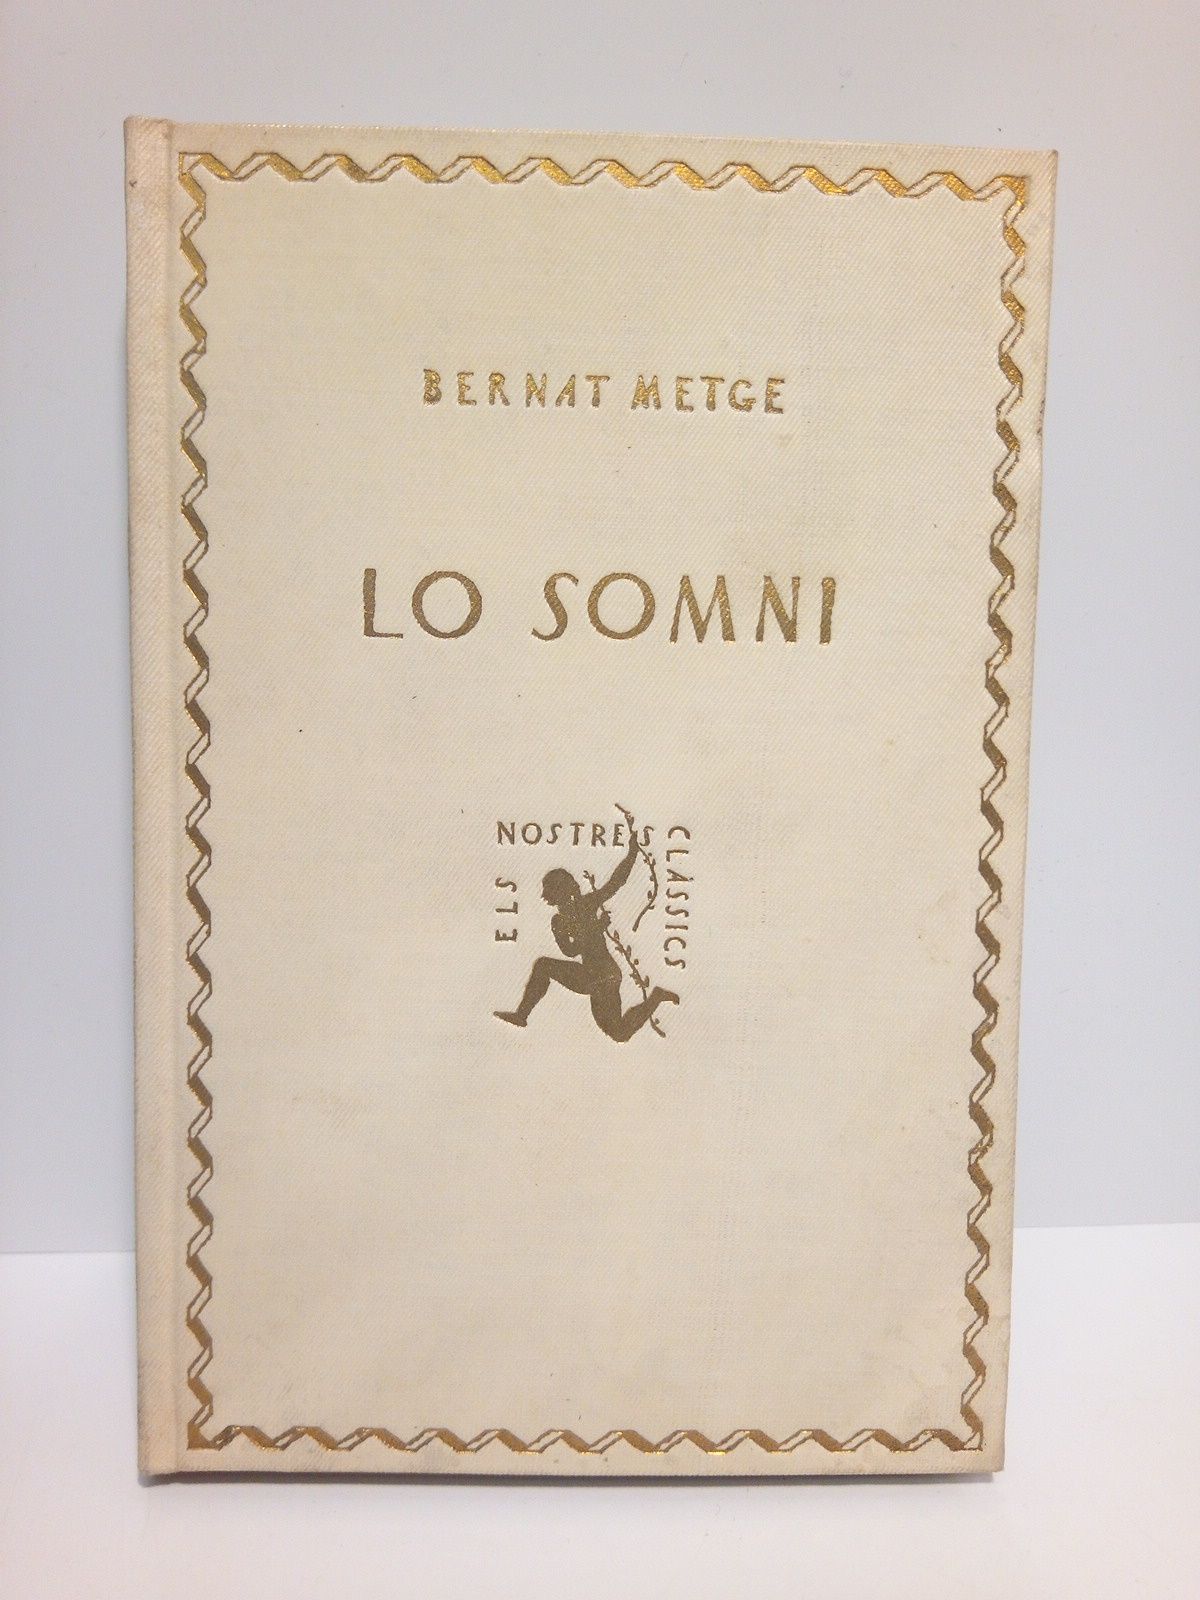 BERNAT METGE
LO SOMNI
ELS
NOSTRES
CLÀSSICS